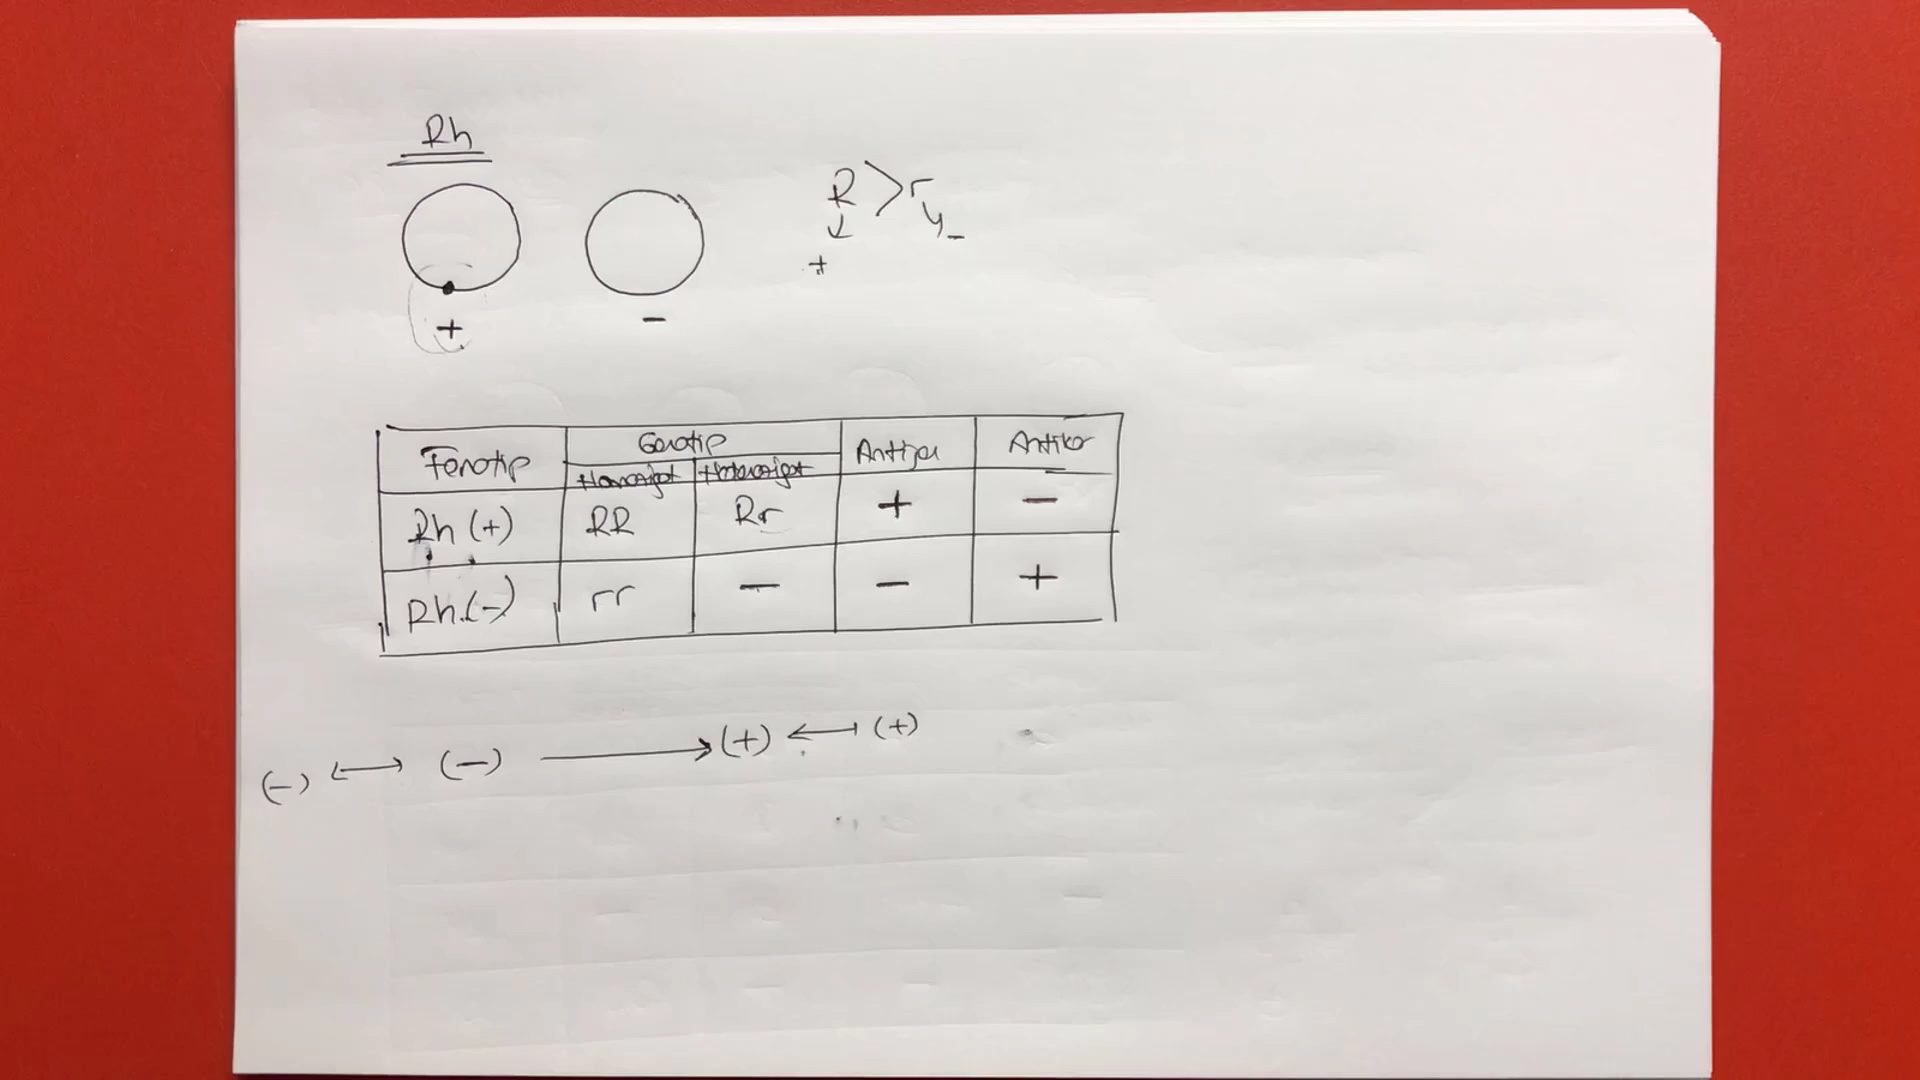 Rh
R > r
+ -
+ -
Fenotip Genotip Antijen Antikor
Homozigot Heterozigot
Rh (+) RR Rr + -
Rh (-) rr - - +
(-) ↔ (-) → (+) ↔ (+)